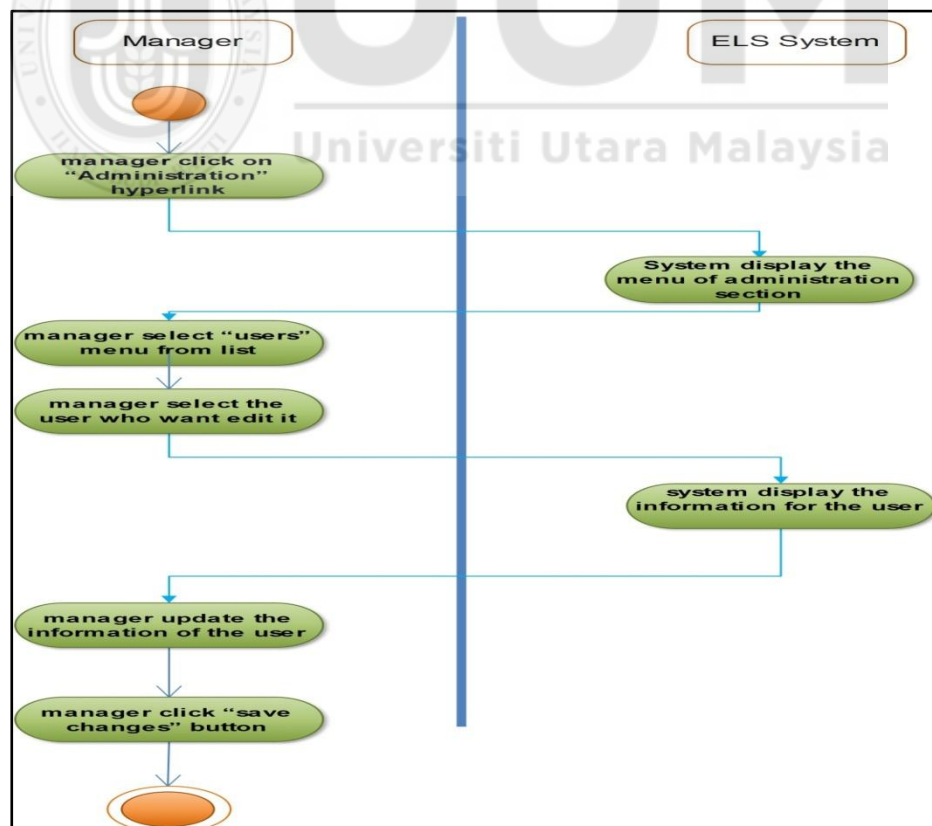 UUM
Universiti Utara Malaysia
Manager
ELS System
manager click on
“Administration”
hyperlink
System display the
menu of administration
section
manager select “users”
menu from list
manager select the
user who want edit it
system display the
information for the user
manager update the
information of the user
manager click “save
changes” button